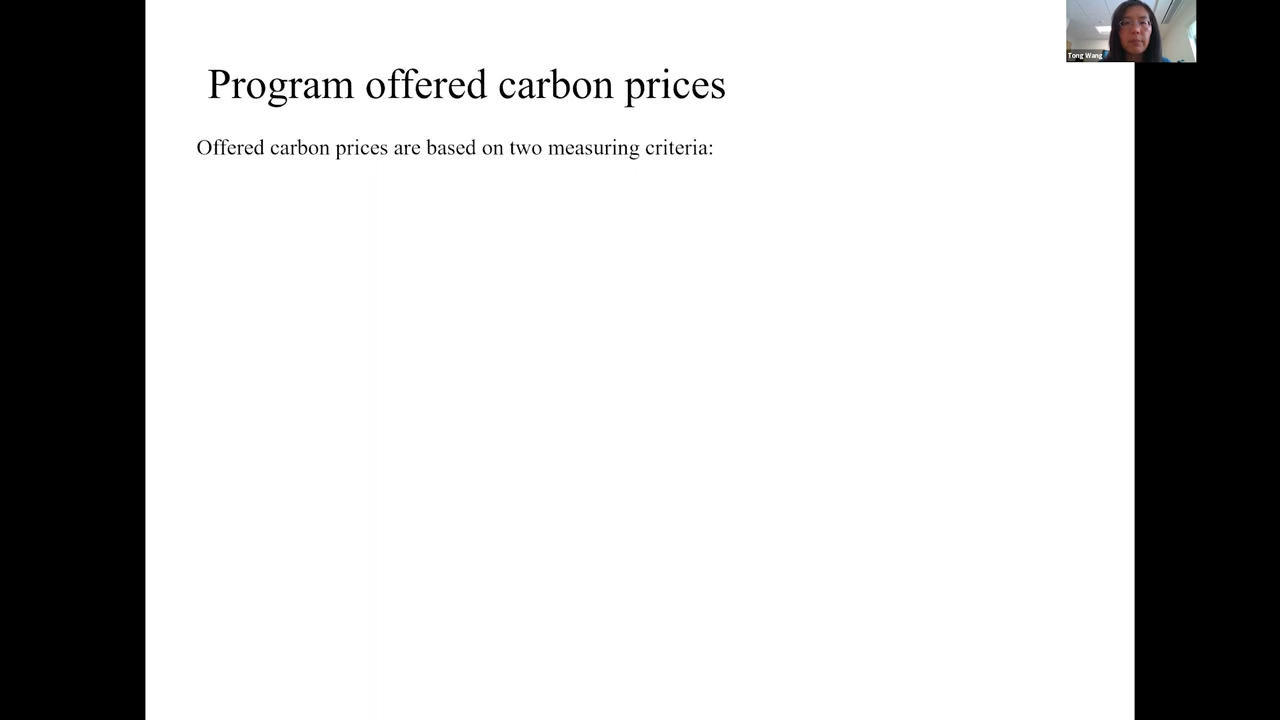 Tong Wang
Program offered carbon prices
Offered carbon prices are based on two measuring criteria: